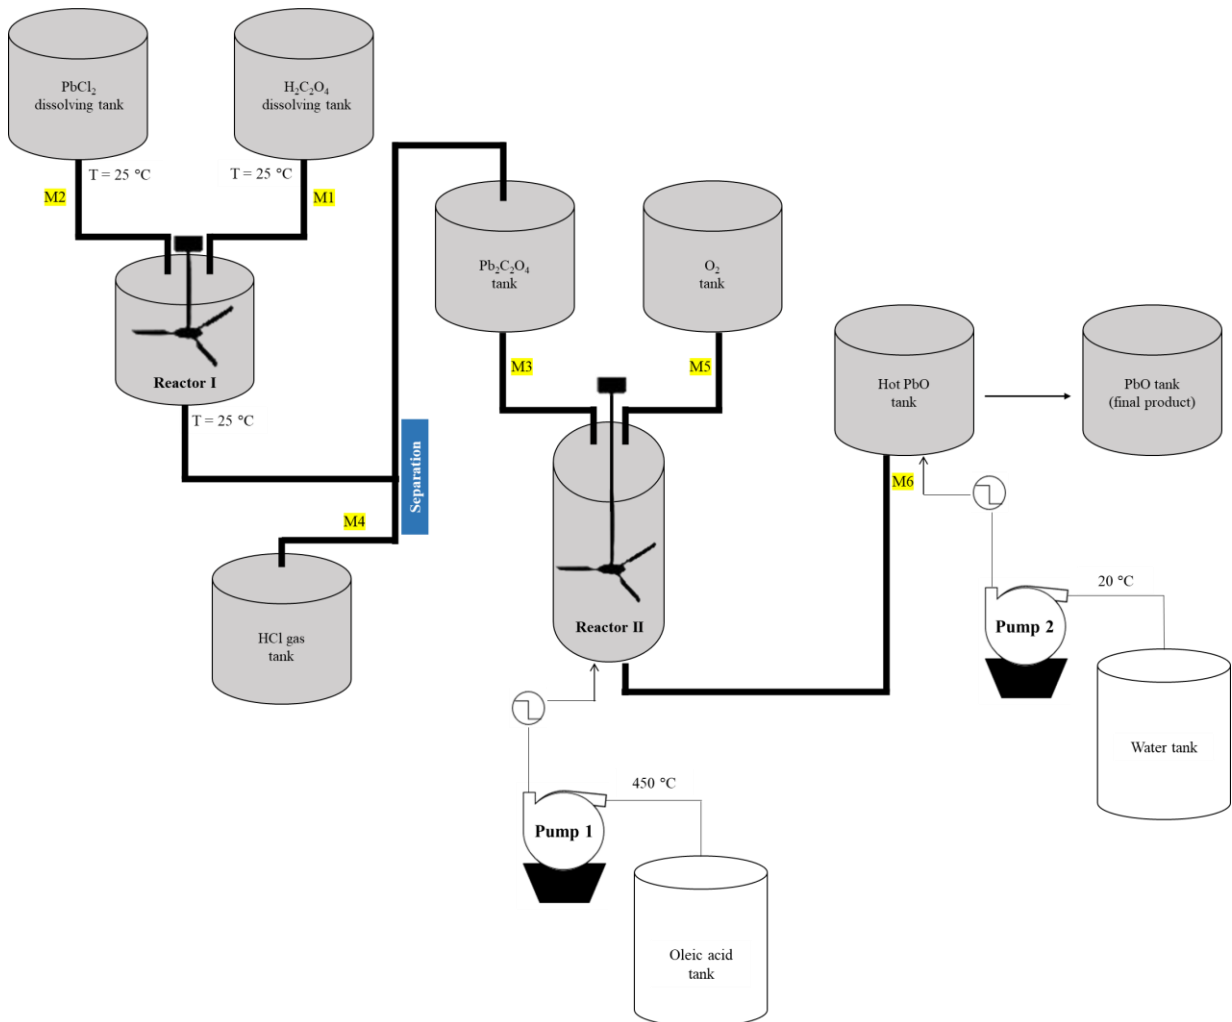 PbCl₂
dissolving tank
H₂C₂O₄
dissolving tank
T = 25 °C
T = 25 °C
M2
M1
Reactor I
T = 25 °C
Separation
M4
HCl gas
tank
Pb₂C₂O₄
tank
O₂
tank
M3
M5
Reactor II
Hot PbO
tank
PbO tank
(final product)
M6
20 °C
Pump 2
Water tank
450 °C
Pump 1
Oleic acid
tank